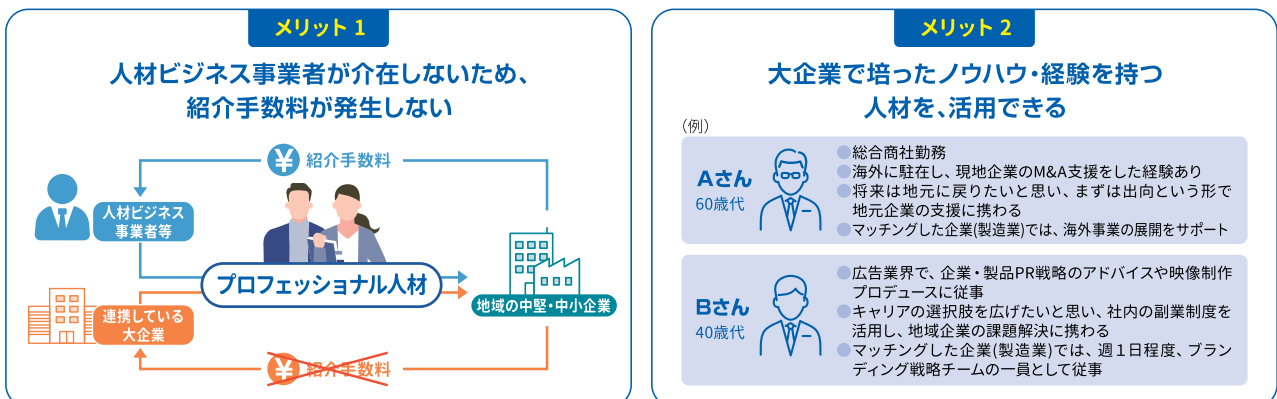 メリット 1
人材ビジネス事業者が介在しないため、
紹介手数料が発生しない
¥ 紹介手数料
人材ビジネス
事業者等
プロフェッショナル人材
連携している
大企業
地域の中堅・中小企業
¥ 紹介手数料
メリット 2
大企業で培ったノウハウ・経験を持つ
人材を、活用できる
（例）
Aさん
60歳代
●総合商社勤務
●海外に駐在し、現地企業のM&A支援をした経験あり
●将来は地元に戻りたいと思い、まずは出向という形で
地元企業の支援に携わる
●マッチングした企業(製造業)では、海外事業の展開をサポート
Bさん
40歳代
●広告業界で、企業・製品PR戦略のアドバイスや映像制作
プロデュースに従事
●キャリアの選択肢を広げたいと思い、社内の副業制度を
活用し、地域企業の課題解決に携わる
●マッチングした企業(製造業)では、週１日程度、ブラン
ディング戦略チームの一員として従事